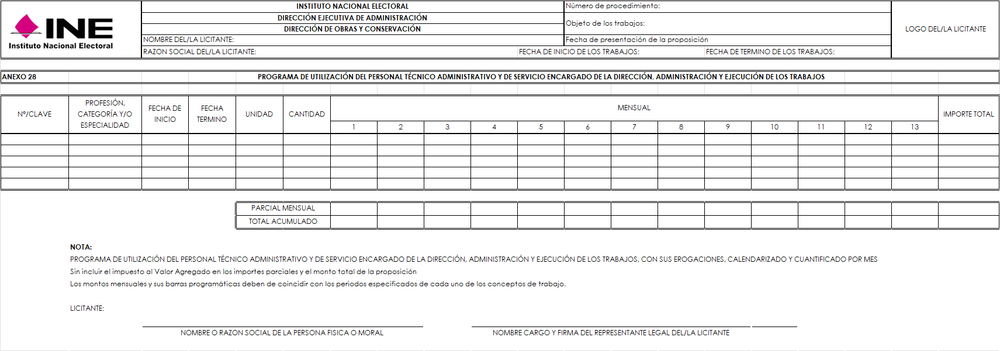 INE
Instituto Nacional Electoral
INSTITUTO NACIONAL ELECTORAL
DIRECCIÓN EJECUTIVA DE ADMINISTRACIÓN
DIRECCIÓN DE OBRAS Y CONSERVACIÓN
NOMBRE DEL/LA LICITANTE:
RAZON SOCIAL DEL/LA LICITANTE:
Número de procedimiento:
Objeto de los trabajos:
Fecha de presentación de la proposición
FECHA DE INICIO DE LOS TRABAJOS:
FECHA DE TERMINO DE LOS TRABAJOS:
LOGO DEL/LA LICITANTE
ANEXO 28
PROGRAMA DE UTILIZACIÓN DEL PERSONAL TÉCNICO ADMINISTRATIVO Y DE SERVICIO ENCARGADO DE LA DIRECCIÓN, ADMINISTRACIÓN Y EJECUCIÓN DE LOS TRABAJOS
Nº/CLAVE
PROFESIÓN,
CATEGORÍA Y/O
ESPECIALIDAD
FECHA DE
INICIO
FECHA
TERMINO
UNIDAD
CANTIDAD
MENSUAL
1 2 3 4 5 6 7 8 9 10 11 12 13
IMPORTE TOTAL
PARCIAL MENSUAL
TOTAL ACUMULADO
NOTA:
PROGRAMA DE UTILIZACIÓN DEL PERSONAL TÉCNICO ADMINISTRATIVO Y DE SERVICIO ENCARGADO DE LA DIRECCIÓN, ADMINISTRACIÓN Y EJECUCIÓN DE LOS TRABAJOS, CON SUS EROGACIONES, CALENDARIZADO Y CUANTIFICADO POR MES
Sin incluir el impuesto al Valor Agregado en los importes parciales y el monto total de la proposición
Los montos mensuales y sus barras programáticas deben de coincidir con los periodos especificados de cada uno de los conceptos de trabajo.
LICITANTE:
NOMBRE O RAZON SOCIAL DE LA PERSONA FISICA O MORAL
NOMBRE CARGO Y FIRMA DEL REPRESENTANTE LEGAL DEL/LA LICITANTE